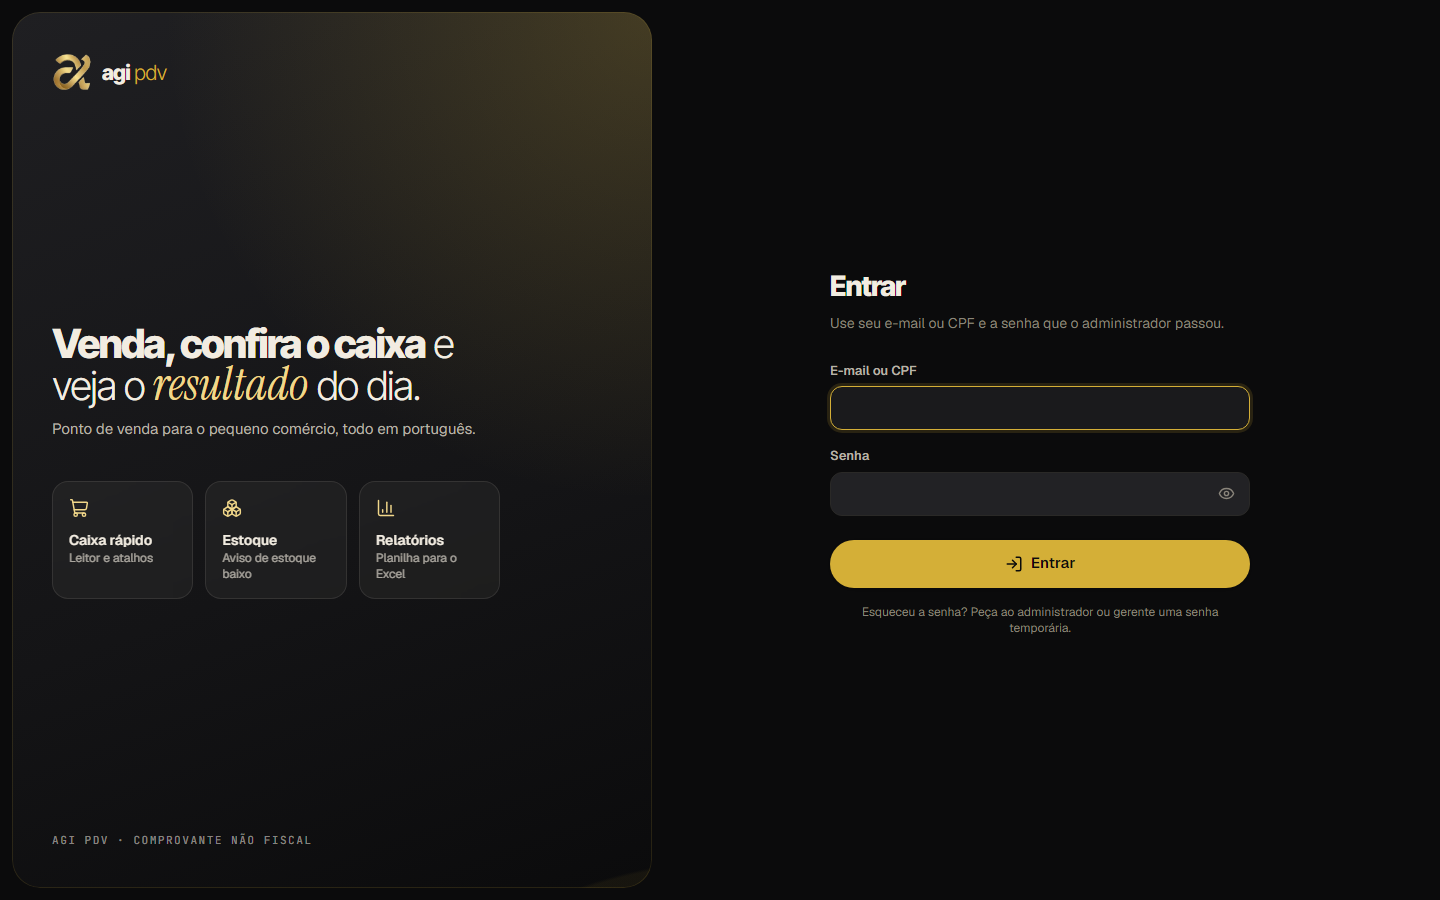 agi pdv
Venda, confira o caixa e
veja o resultado do dia.
Ponto de venda para o pequeno comércio, todo em português.
Caixa rápido
Leitor e atalhos
Estoque
Aviso de estoque
baixo
Relatórios
Planilha para o
Excel
AGI PDV · COMPROVANTE NÃO FISCAL
Entrar
Use seu e-mail ou CPF e a senha que o administrador passou.
E-mail ou CPF
Senha
Entrar
Esqueceu a senha? Peça ao administrador ou gerente uma senha
temporária.